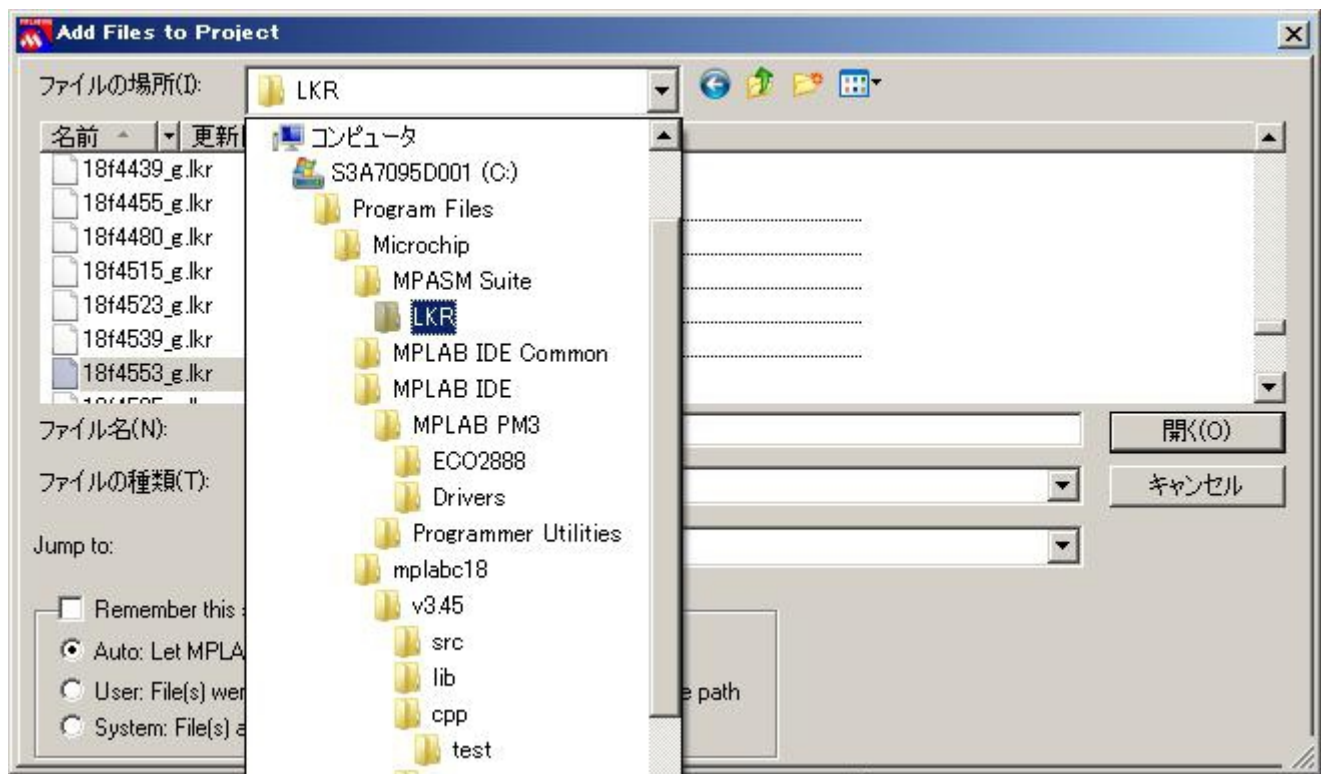 Add Files to Project
ファイルの場所(I):
LKR
名前
更新
18f4439_g.lkr
18f4455_g.lkr
18f4480_g.lkr
18f4515_g.lkr
18f4523_g.lkr
18f4539_g.lkr
18f4553_g.lkr
コンピュータ
S3A7095D001 (C:)
Program Files
Microchip
MPASM Suite
LKR
MPLAB IDE Common
MPLAB IDE
MPLAB PM3
ECO2888
Drivers
Programmer Utilities
mplabc18
v3.45
src
lib
cpp
test
ファイル名(N):
開く(O)
ファイルの種類(T):
キャンセル
Jump to:
Remember this
Auto: Let MPLA
User: File(s) wer
e path
System: File(s) a